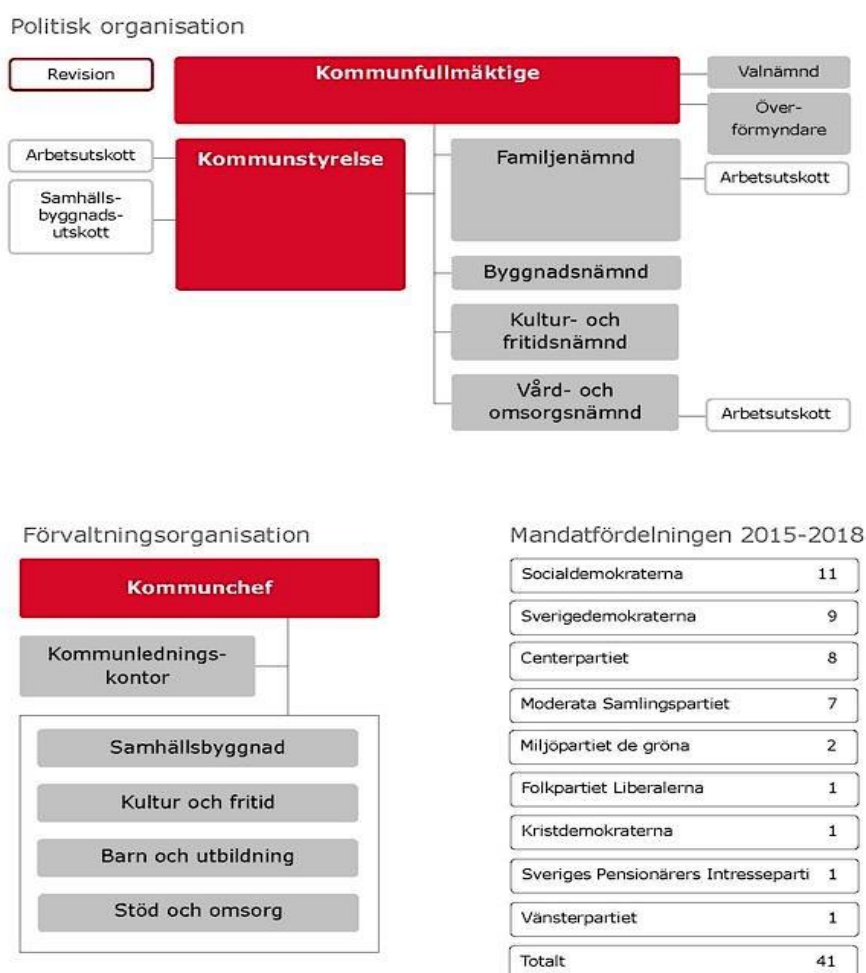 Politisk organisation
Revision
Kommunfullmäktige
Valnämnd
Över-
förmyndare
Arbetsutskott
Samhälls-
byggnads-
utskott
Kommunstyrelse
Familjenämnd
Arbetsutskott
Byggnadsnämnd
Kultur- och
fritidsnämnd
Vård- och
omsorgsnämnd
Arbetsutskott
Förvaltningsorganisation
Kommunchef
Kommunlednings-
kontor
Samhällsbyggnad
Kultur och fritid
Barn och utbildning
Stöd och omsorg
Mandatfördelningen 2015-2018
Socialdemokraterna 11
Sverigedemokraterna 9
Centerpartiet 8
Moderata Samlingspartiet 7
Miljöpartiet de gröna 2
Folkpartiet Liberalerna 1
Kristdemokraterna 1
Sveriges Pensionärers Intresseparti 1
Vänsterpartiet 1
Totalt 41